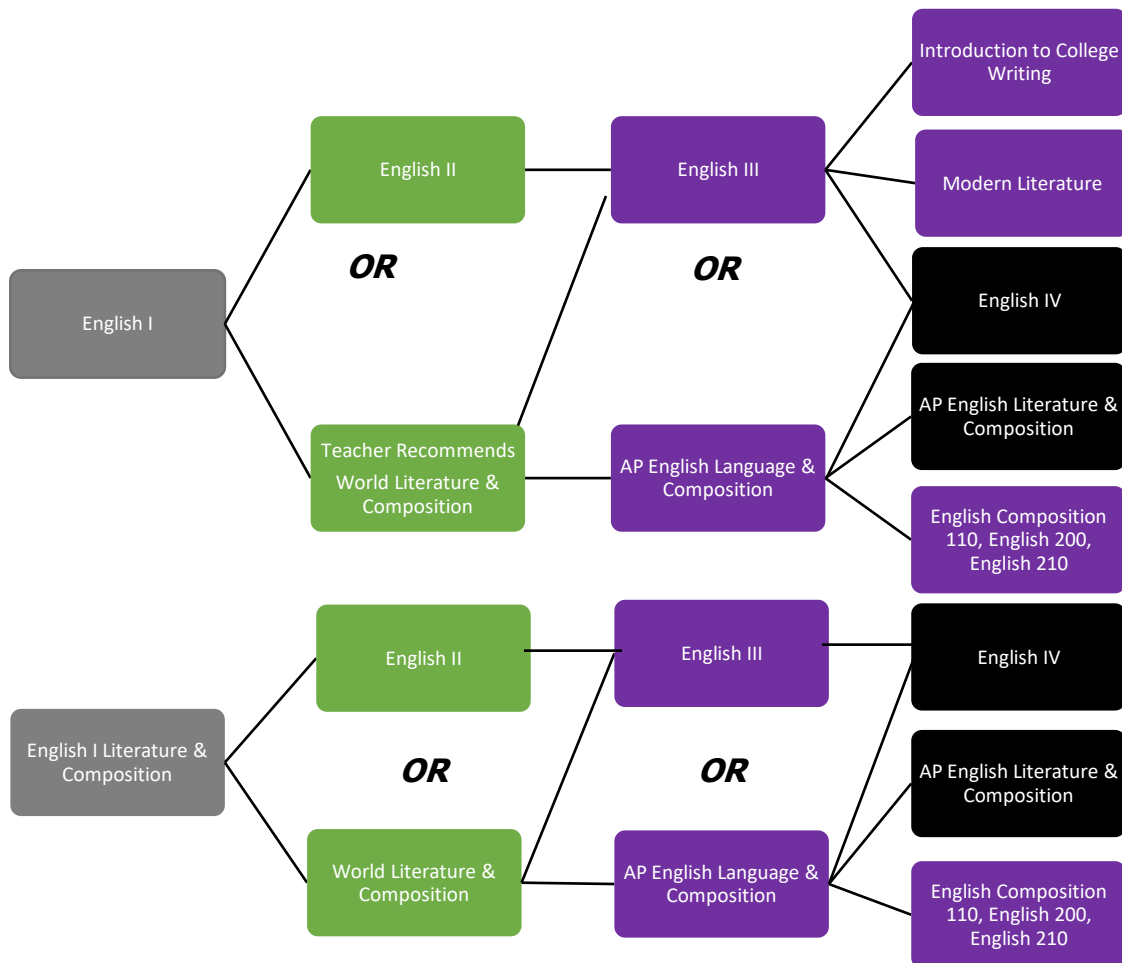 Introduction to College
Writing
English II
English III
Modern Literature
OR
OR
English IV
English I
AP English Literature &
Composition
Teacher Recommends
World Literature &
Composition
AP English Language &
Composition
English Composition
110, English 200,
English 210
English II
English III
English IV
English I Literature &
Composition
OR
OR
AP English Literature &
Composition
World Literature &
Composition
AP English Language &
Composition
English Composition
110, English 200,
English 210